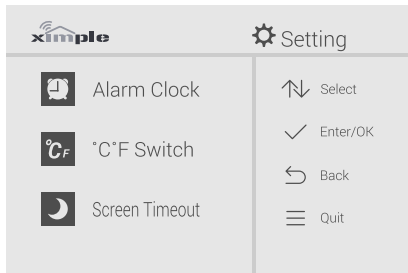 ximple
Setting
Alarm Clock
Select
°C F
°C°F Switch
Enter/OK
Screen Timeout
Back
Quit